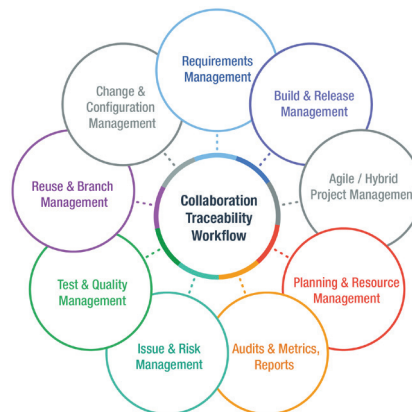 Requirements
Management
Build & Release
Management
Agile / Hybrid
Project Management
Planning & Resource
Management
Audits & Metrics,
Reports
Issue & Risk
Management
Test & Quality
Management
Reuse & Branch
Management
Change &
Configuration
Management
Collaboration
Traceability
Workflow